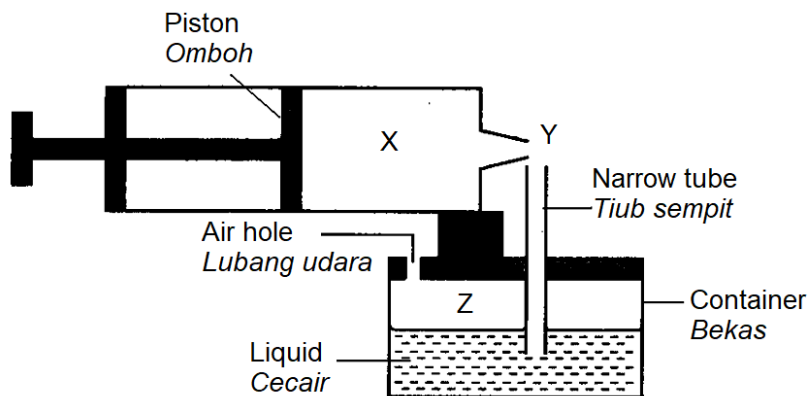 Piston
Omboh
X
Y
Narrow tube
Tiub sempit
Air hole
Lubang udara
Z
Container
Bekas
Liquid
Cecair